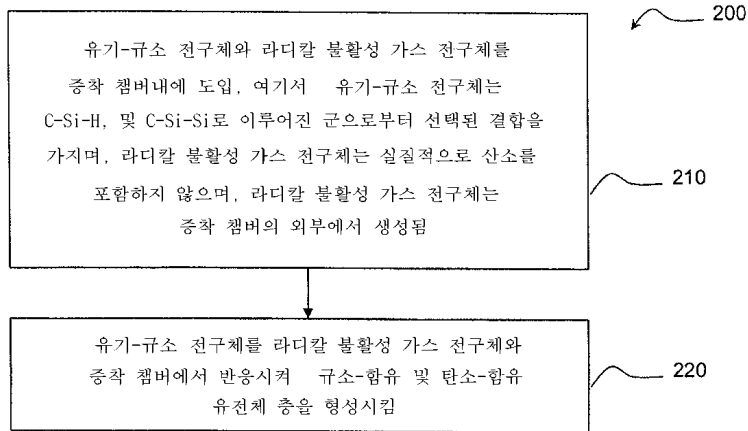 200
유기-규소 전구체와 라디칼 불활성 가스 전구체를
증착 챔버내에 도입, 여기서 유기-규소 전구체는
C-Si-H, 및 C-Si-Si로 이루어진 군으로부터 선택된 결합을
가지며, 라디칼 불활성 가스 전구체는 실질적으로 산소를
포함하지 않으며, 라디칼 불활성 가스 전구체는
증착 챔버의 외부에서 생성됨
210
유기-규소 전구체를 라디칼 불활성 가스 전구체와
증착 챔버에서 반응시켜 규소-함유 및 탄소-함유
유전체 층을 형성시킴
220